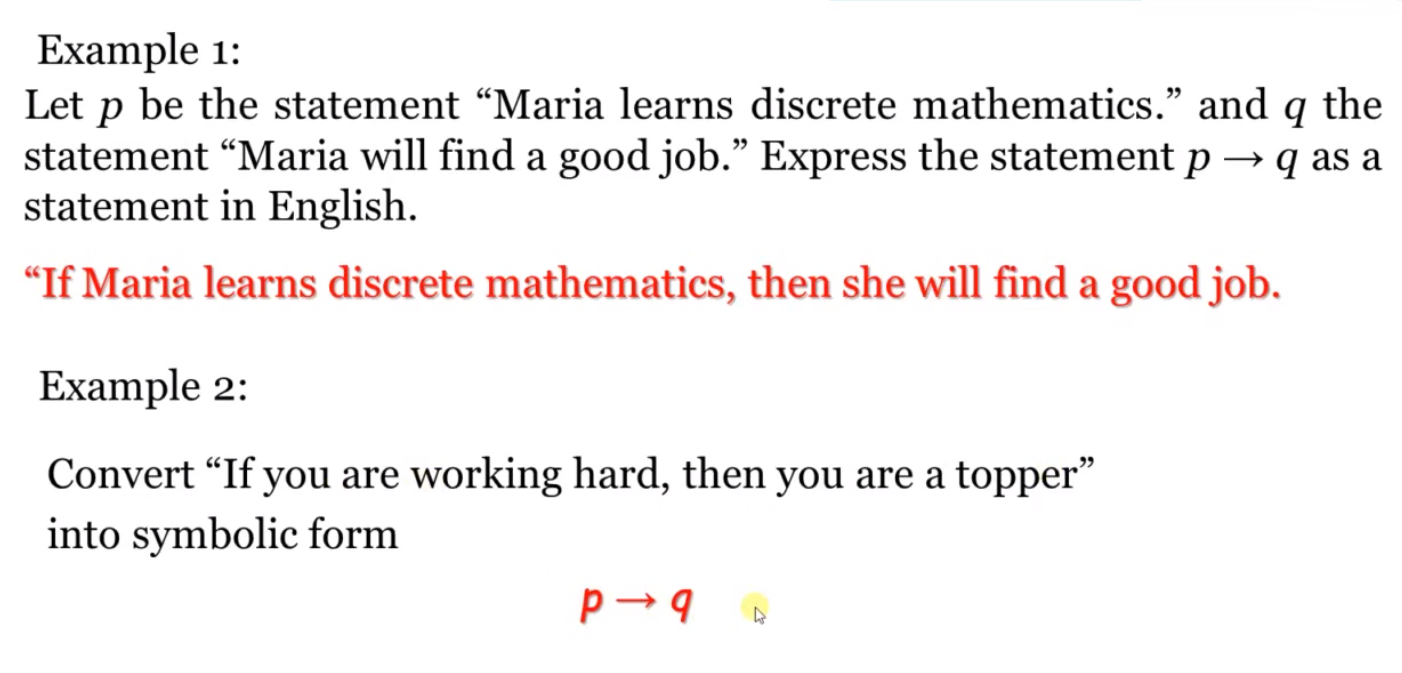 Example 1:
Let p be the statement “Maria learns discrete mathematics.” and q the
statement “Maria will find a good job.” Express the statement p → q as a
statement in English.
“If Maria learns discrete mathematics, then she will find a good job.
Example 2:
Convert “If you are working hard, then you are a topper”
into symbolic form
p → q